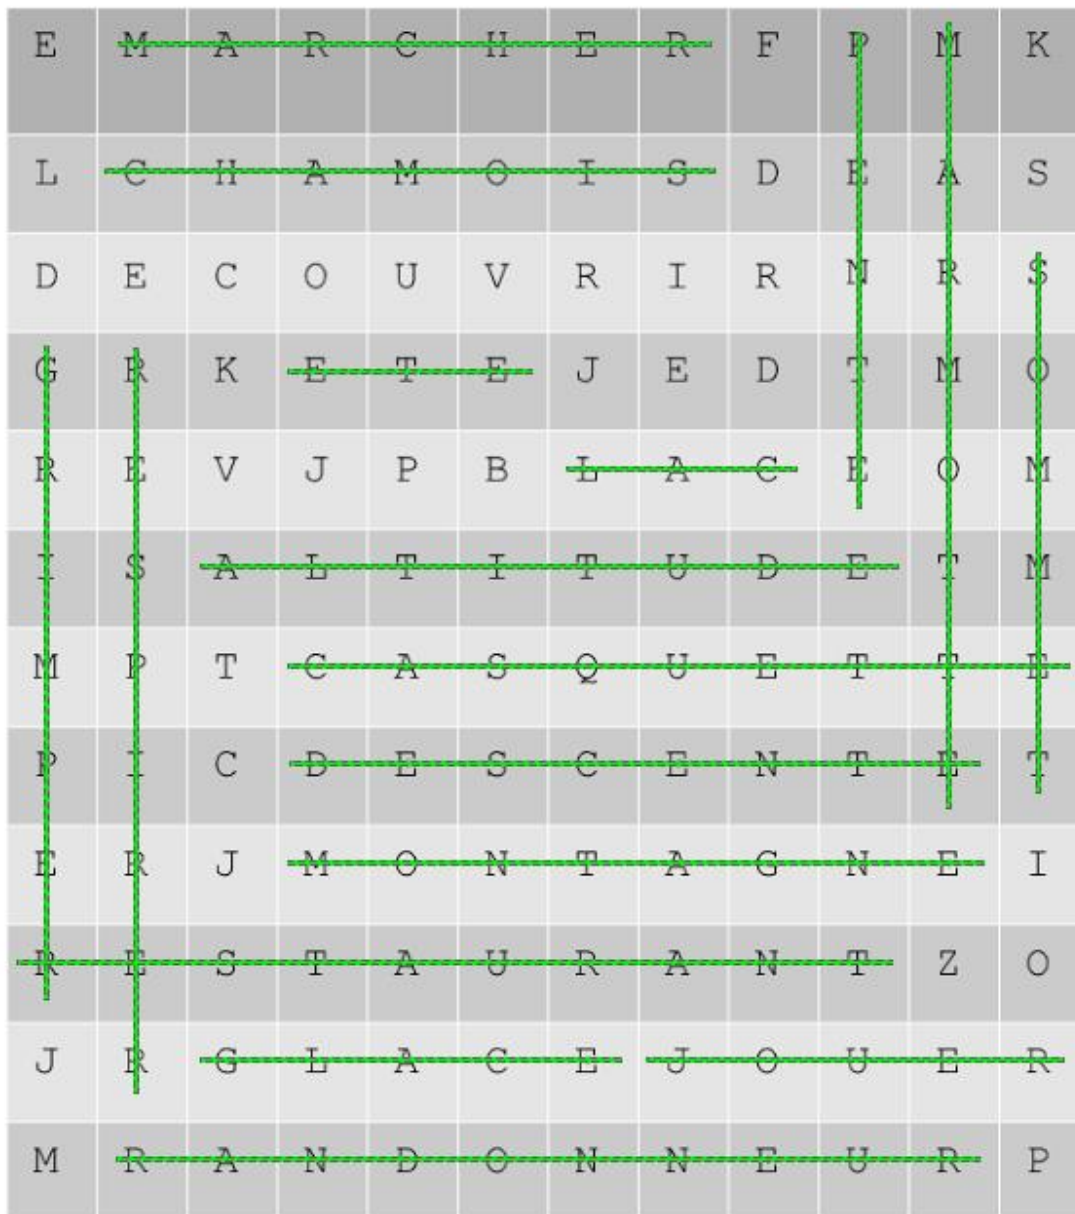 E M A R C H E R F P M K
L C H A M O I S D E A S
D E C O U V R I R N R S
G R K E T E J E D T M O
R E V J P B L A C E O M
I S A L T I T U D E T M
M P T C A S Q U E T T E
P I C D E S C E N T E T
E R J M O N T A G N E I
R E S T A U R A N T Z O
J R G L A C E J O U E R
M R A N D O N N E U R P